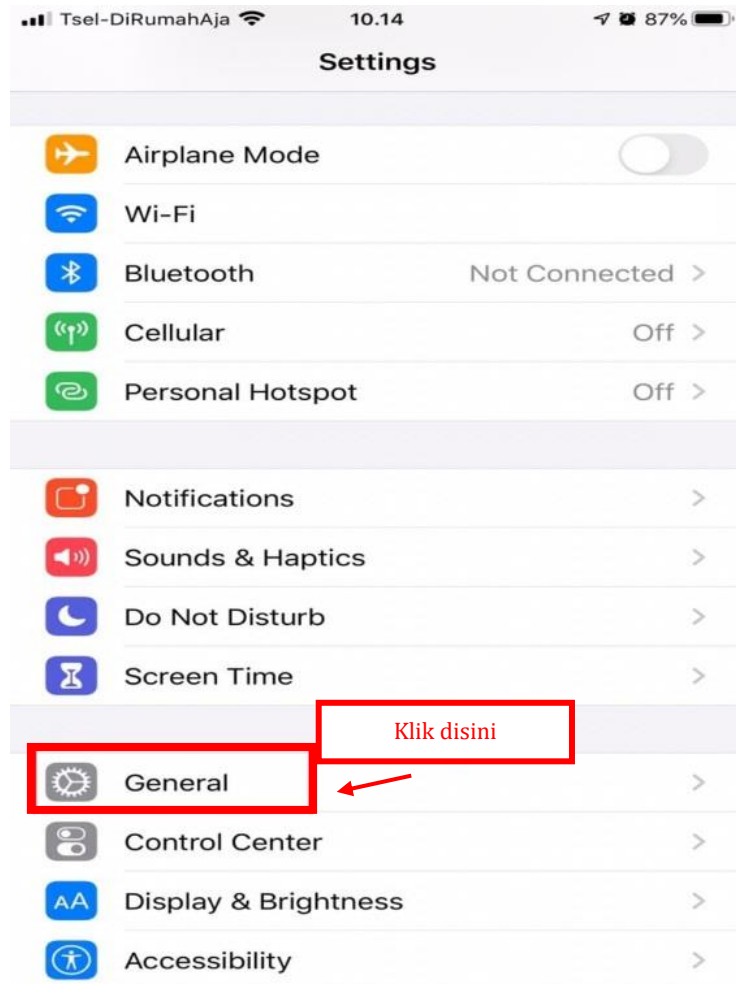 Tsel-DiRumahAja 10.14 87%
Settings
Airplane Mode
Wi-Fi
Bluetooth Not Connected >
Cellular Off >
Personal Hotspot Off >
Notifications >
Sounds & Haptics >
Do Not Disturb >
Screen Time >
Klik disini
General >
Control Center >
AA Display & Brightness >
Accessibility >